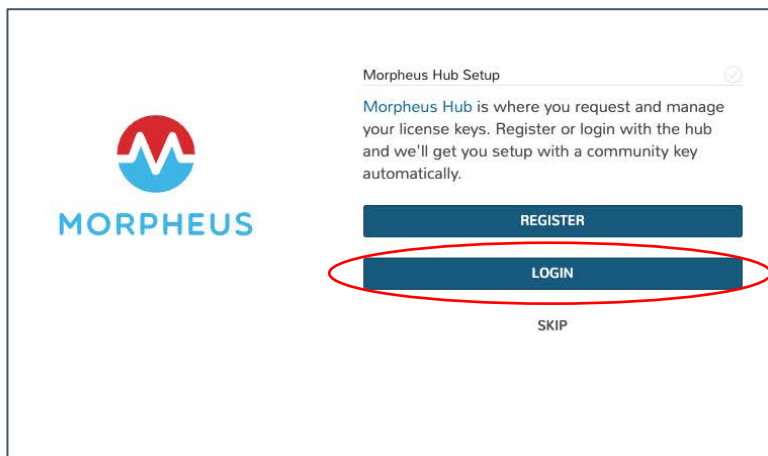 MORPHEUS
Morpheus Hub Setup
Morpheus Hub is where you request and manage
your license keys. Register or login with the hub
and we'll get you setup with a community key
automatically.
REGISTER
LOGIN
SKIP